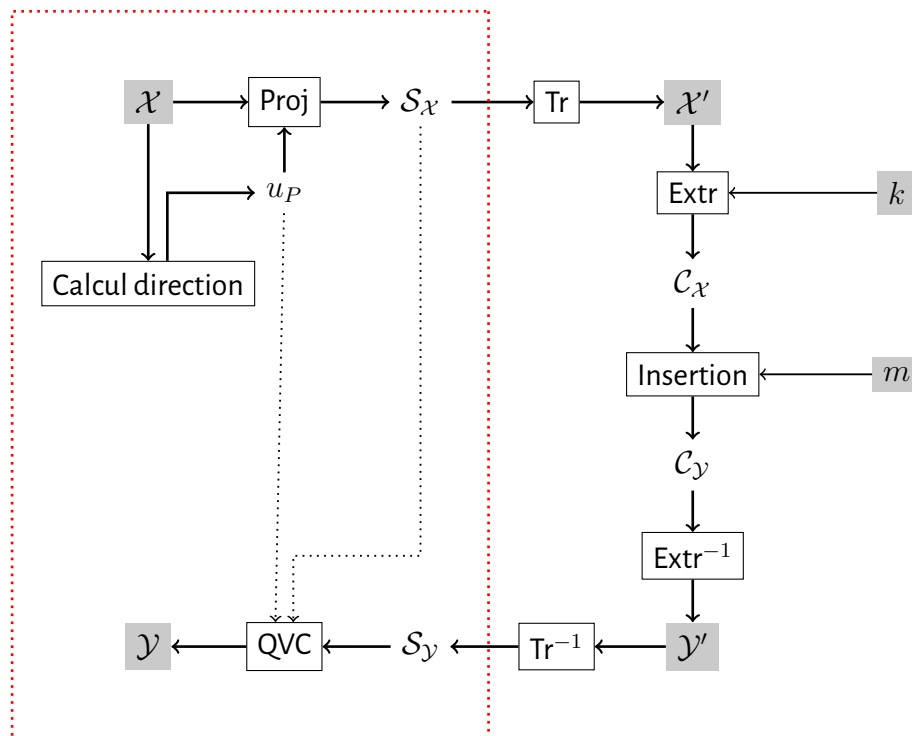 𝒳 Proj 𝒮_𝒳 Tr 𝒳′
u_P Extr k
Calcul direction 𝒞_𝒳
Insertion m
𝒞_𝒴
Extr⁻¹
𝒴 QVC 𝒮_𝒴 Tr⁻¹ 𝒴′